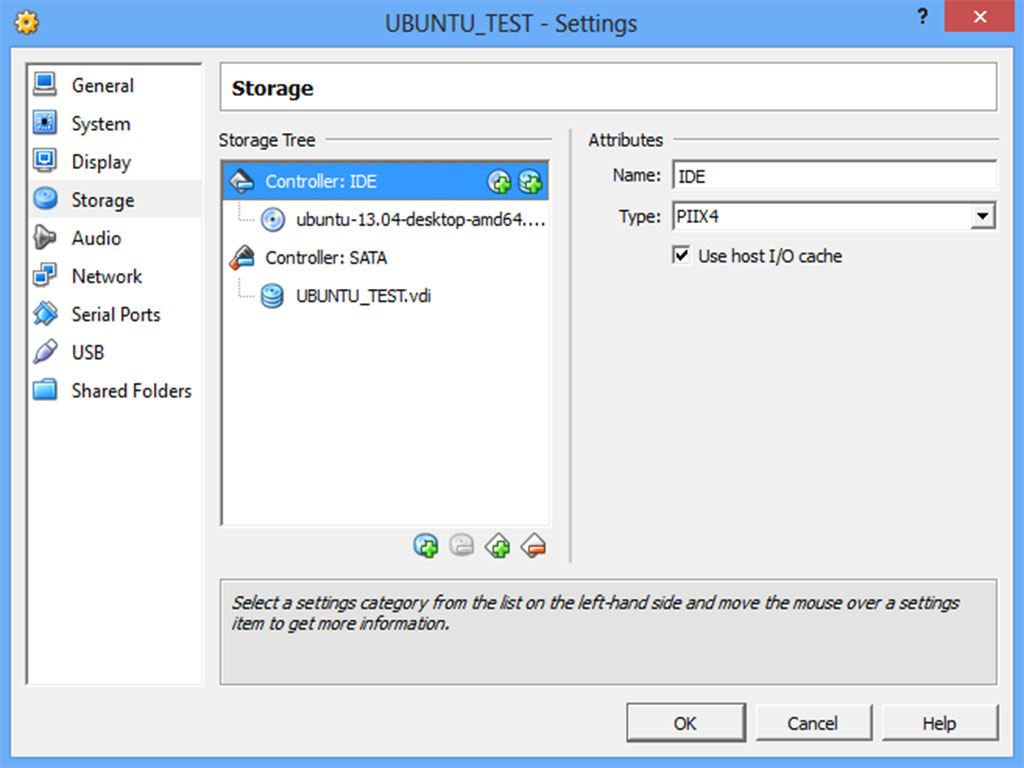 UBUNTU_TEST - Settings
?
General
System
Display
Storage
Audio
Network
Serial Ports
USB
Shared Folders
Storage
Storage Tree
Controller: IDE
ubuntu-13.04-desktop-amd64....
Controller: SATA
UBUNTU_TEST.vdi
Attributes
Name: IDE
Type: PIIX4
Use host I/O cache
Select a settings category from the list on the left-hand side and move the mouse over a settings
item to get more information.
OK
Cancel
Help